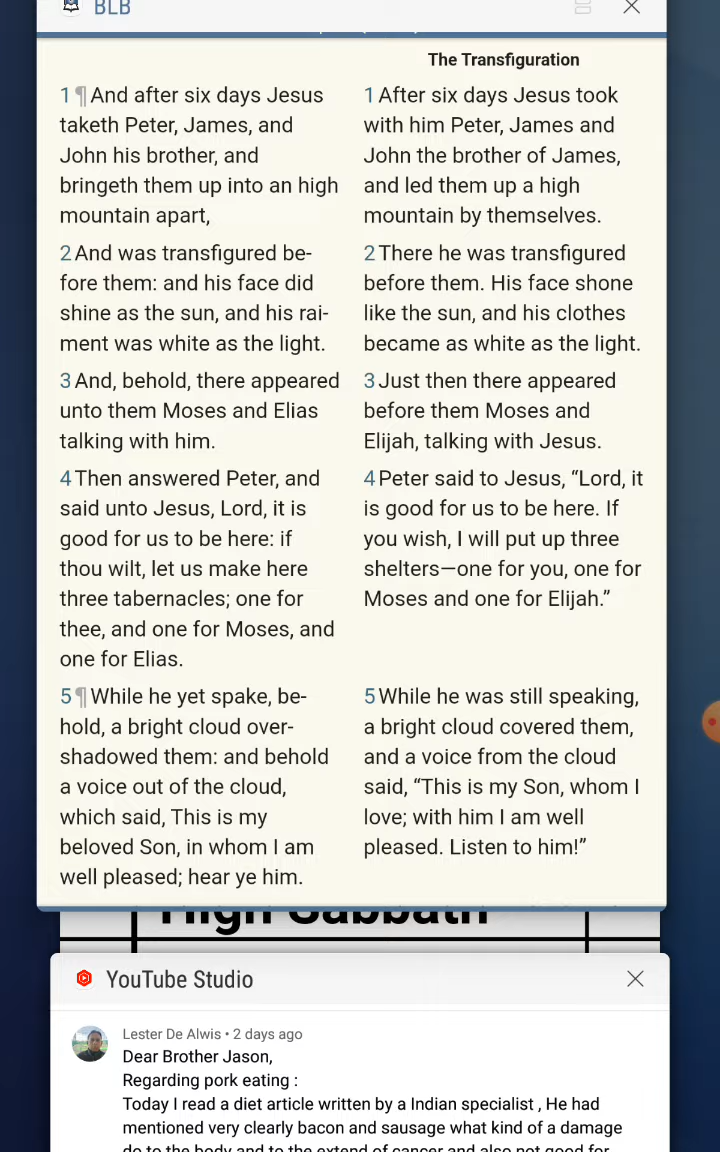 BLB
The Transfiguration
1 ¶ And after six days Jesus
taketh Peter, James, and
John his brother, and
bringeth them up into an high
mountain apart,
2 And was transfigured be-
fore them: and his face did
shine as the sun, and his rai-
ment was white as the light.
3 And, behold, there appeared
unto them Moses and Elias
talking with him.
4 Then answered Peter, and
said unto Jesus, Lord, it is
good for us to be here: if
thou wilt, let us make here
three tabernacles; one for
thee, and one for Moses, and
one for Elias.
5 ¶ While he yet spake, be-
hold, a bright cloud over-
shadowed them: and behold
a voice out of the cloud,
which said, This is my
beloved Son, in whom I am
well pleased; hear ye him.
1 After six days Jesus took
with him Peter, James and
John the brother of James,
and led them up a high
mountain by themselves.
2 There he was transfigured
before them. His face shone
like the sun, and his clothes
became as white as the light.
3 Just then there appeared
before them Moses and
Elijah, talking with Jesus.
4 Peter said to Jesus, “Lord, it
is good for us to be here. If
you wish, I will put up three
shelters—one for you, one for
Moses and one for Elijah.”
5 While he was still speaking,
a bright cloud covered them,
and a voice from the cloud
said, “This is my Son, whom I
love; with him I am well
pleased. Listen to him!”
High Sabbath
YouTube Studio
Lester De Alwis • 2 days ago
Dear Brother Jason,
Regarding pork eating :
Today I read a diet article written by a Indian specialist , He had
mentioned very clearly bacon and sausage what kind of a damage
do to the body and to the extend of cancer and also not good for